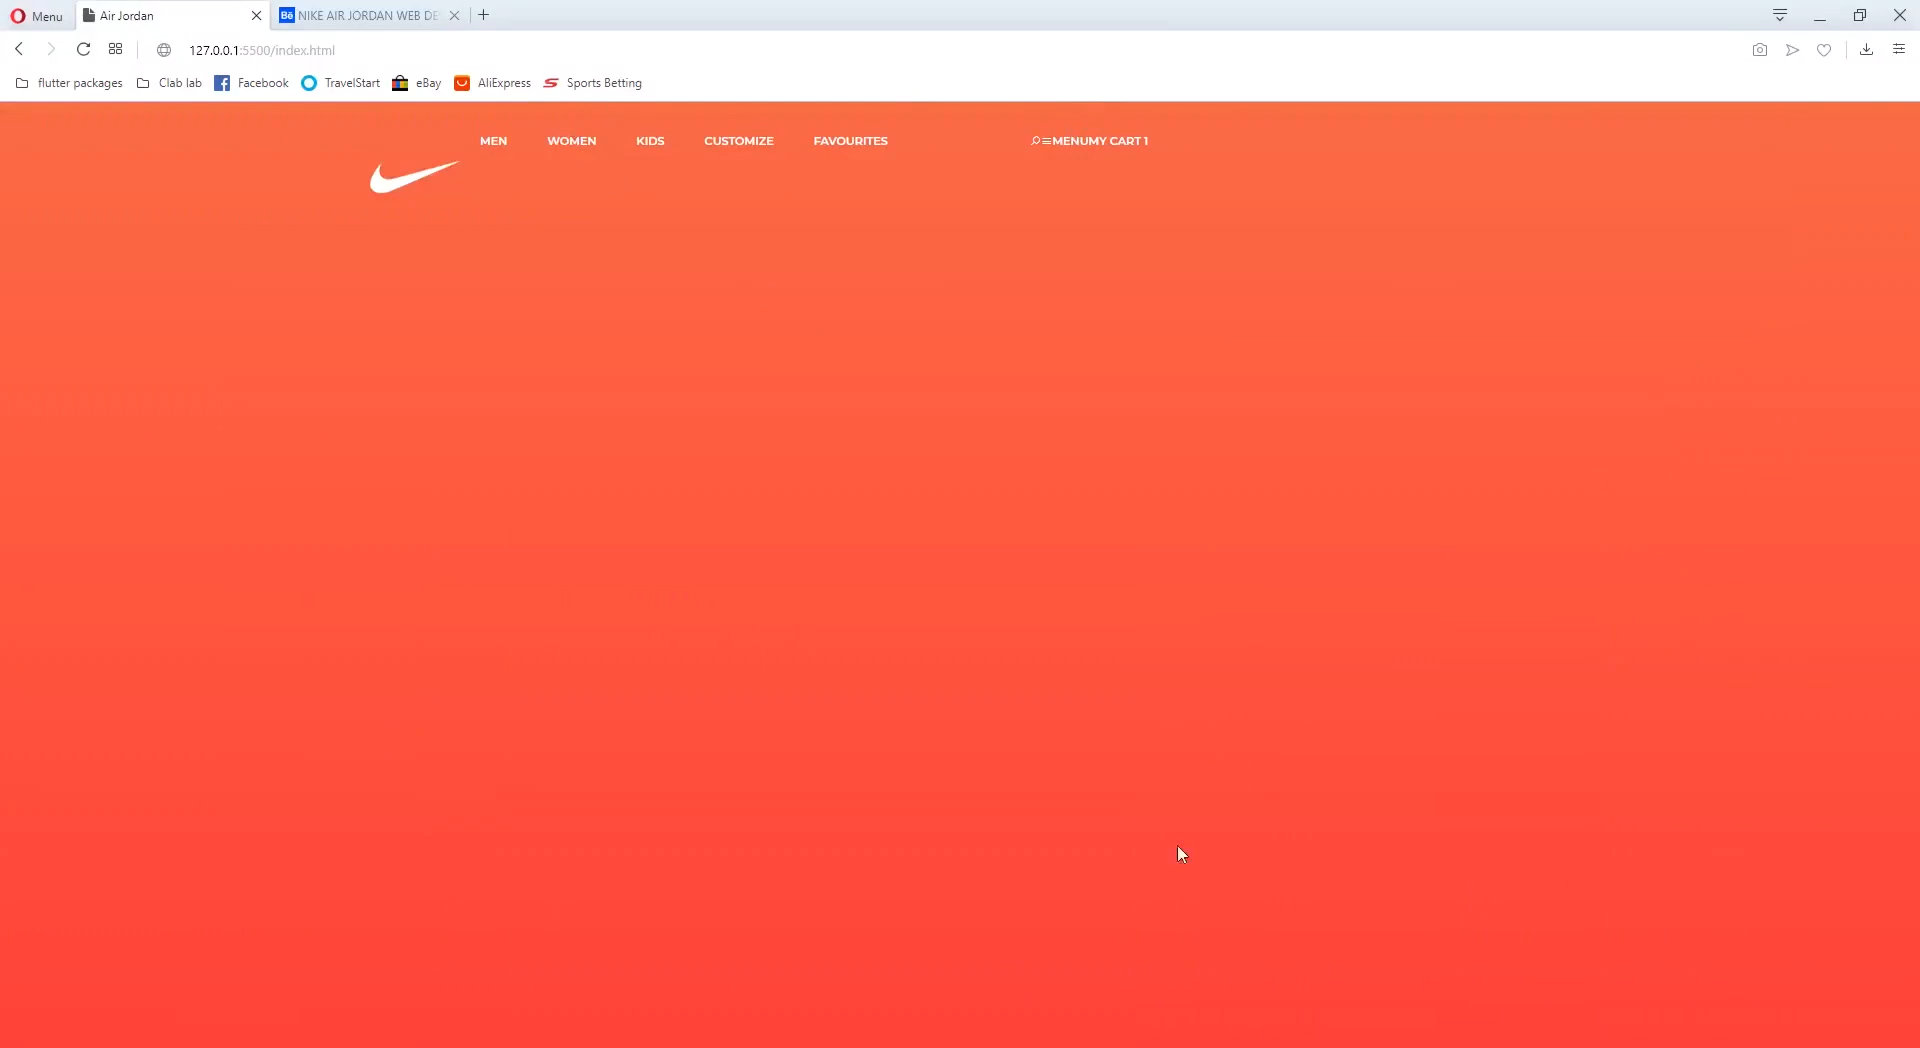 Menu Air Jordan NIKE AIR JORDAN WEB DE
127.0.0.1:5500/index.html
flutter packages Clab lab Facebook TravelStart eBay AliExpress Sports Betting
MEN WOMEN KIDS CUSTOMIZE FAVOURITES MENUMY CART 1